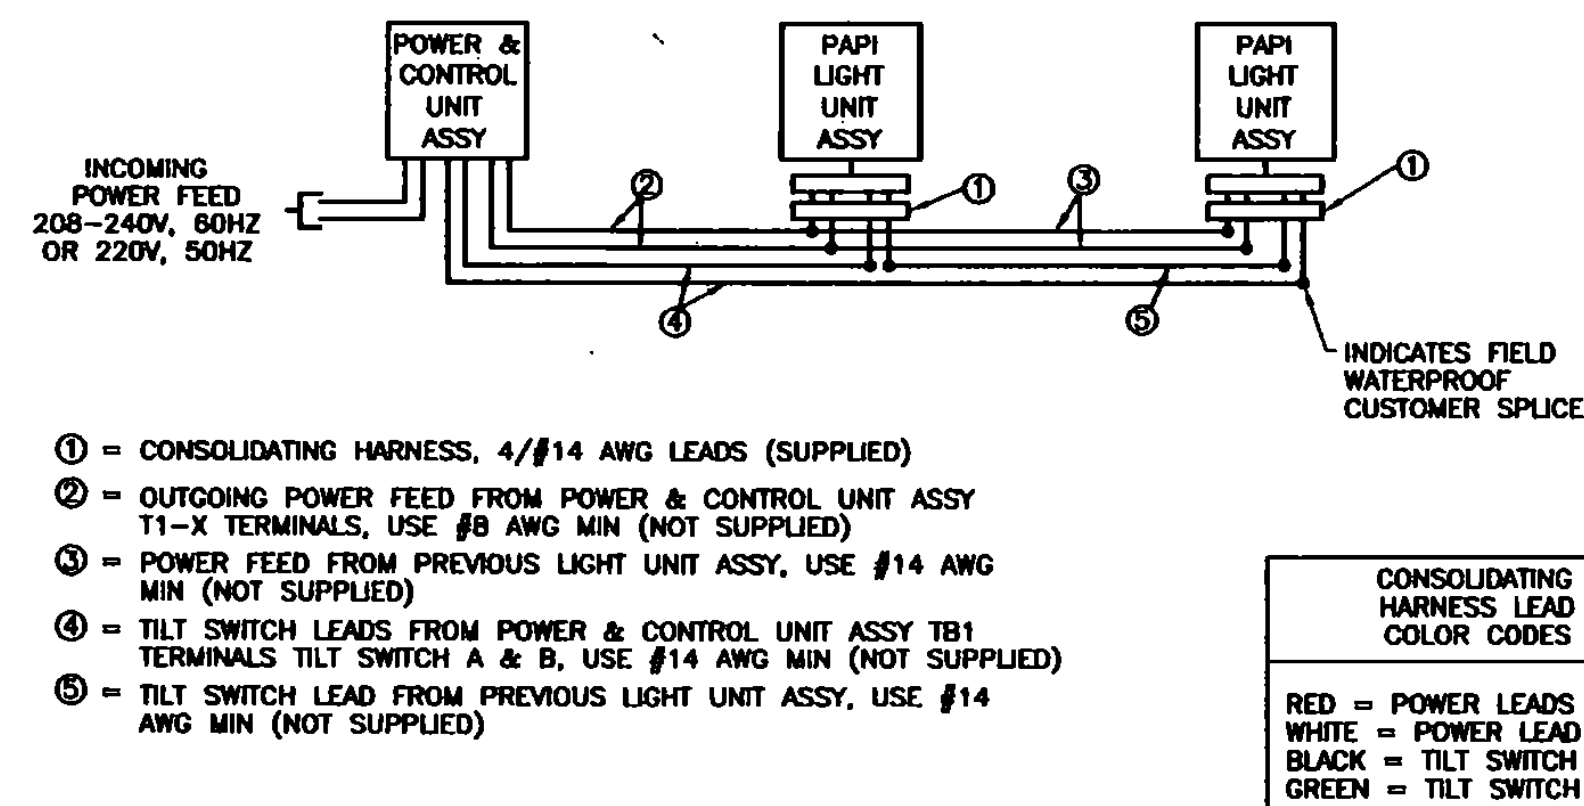 POWER &
CONTROL
UNIT
ASSY
PAPI
LIGHT
UNIT
ASSY
PAPI
LIGHT
UNIT
ASSY
INCOMING
POWER FEED
208-240V, 60HZ
OR 220V, 50HZ
2
1
3
1
4
5
INDICATES FIELD
WATERPROOF
CUSTOMER SPLICE
1 = CONSOLIDATING HARNESS, 4/#14 AWG LEADS (SUPPLIED)
2 = OUTGOING POWER FEED FROM POWER & CONTROL UNIT ASSY
T1-X TERMINALS, USE #8 AWG MIN (NOT SUPPLIED)
3 = POWER FEED FROM PREVIOUS LIGHT UNIT ASSY, USE #14 AWG
MIN (NOT SUPPLIED)
4 = TILT SWITCH LEADS FROM POWER & CONTROL UNIT ASSY TB1
TERMINALS TILT SWITCH A & B, USE #14 AWG MIN (NOT SUPPLIED)
5 = TILT SWITCH LEAD FROM PREVIOUS LIGHT UNIT ASSY, USE #14
AWG MIN (NOT SUPPLIED)
CONSOLIDATING
HARNESS LEAD
COLOR CODES
RED = POWER LEADS
WHITE = POWER LEAD
BLACK = TILT SWITCH
GREEN = TILT SWITCH